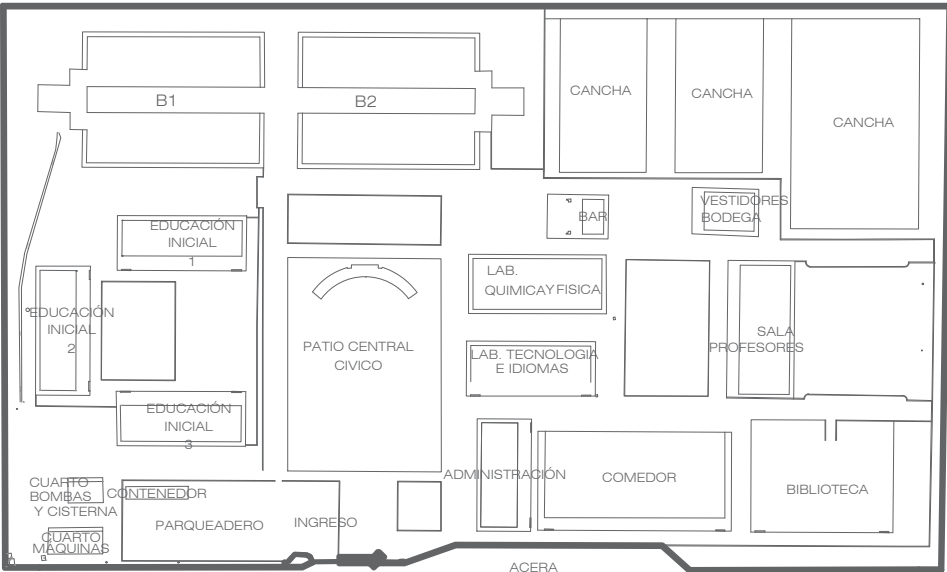 B1
B2
CANCHA
CANCHA
CANCHA
VESTIDORES
BODEGA
BAR
EDUCACIÓN
INICIAL
1
LAB.
QUIMICA Y FISICA
EDUCACIÓN
INICIAL
2
PATIO CENTRAL
CIVICO
SALA
PROFESORES
LAB. TECNOLOGIA
E IDIOMAS
EDUCACIÓN
INICIAL
3
ADMINISTRACIÓN
COMEDOR
BIBLIOTECA
CUARTO
BOMBAS
Y CISTERNA
CONTENEDOR
PARQUEADERO
INGRESO
CUARTO
MAQUINAS
ACERA